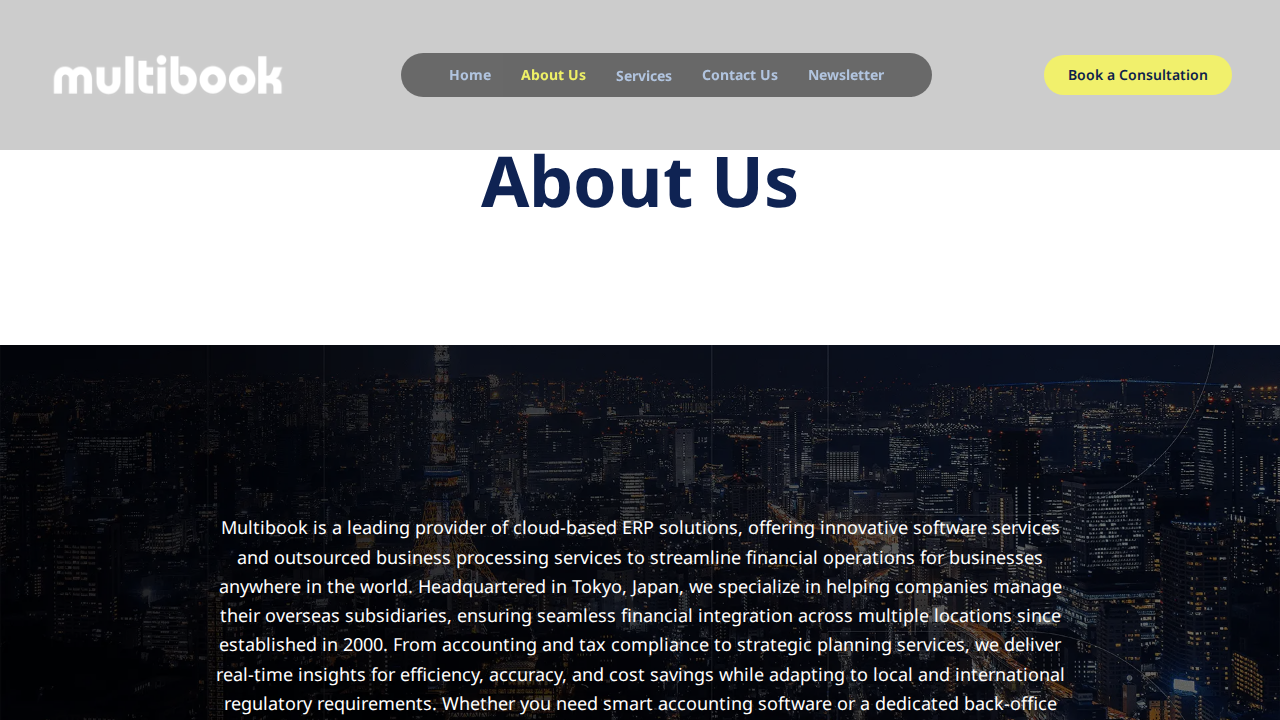 multibook
Home
About Us
Services
Contact Us
Newsletter
Book a Consultation
About Us
Multibook is a leading provider of cloud-based ERP solutions, offering innovative software services
and outsourced business processing services to streamline financial operations for businesses
anywhere in the world. Headquartered in Tokyo, Japan, we specialize in helping companies manage
their overseas subsidiaries, ensuring seamless financial integration across multiple locations since
established in 2000. From accounting and tax compliance to strategic planning services, we deliver
real-time insights for efficiency, accuracy, and cost savings while adapting to local and international
regulatory requirements. Whether you need smart accounting software or a dedicated back-office